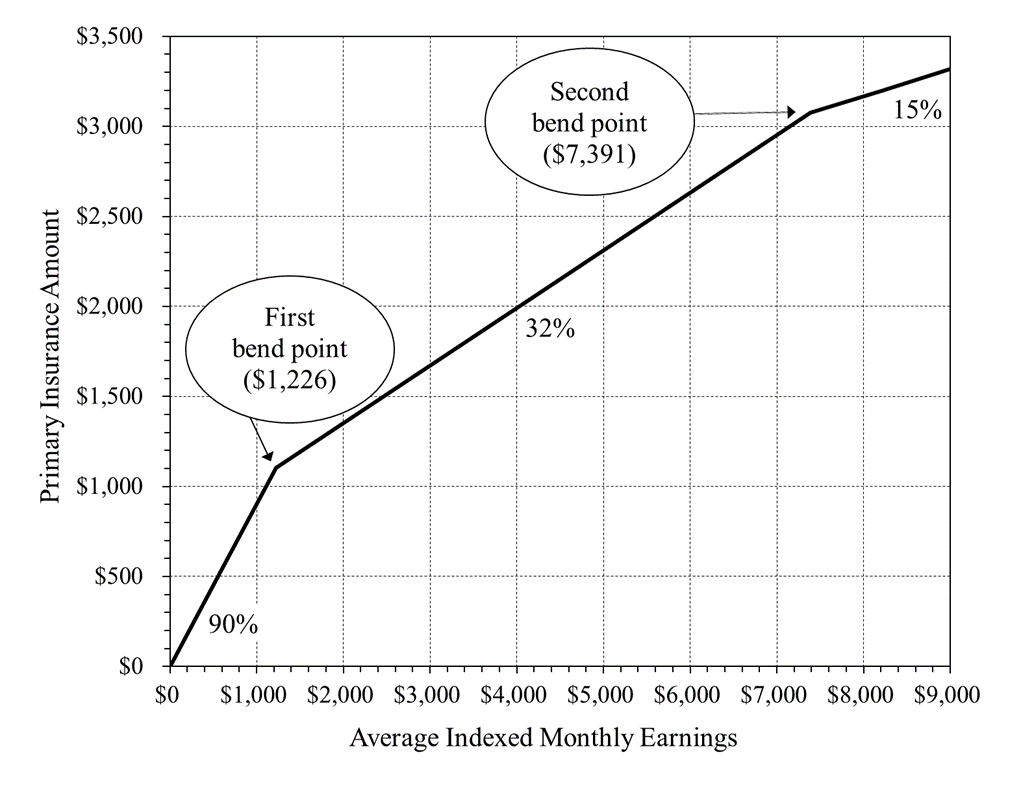 $3,500
$3,000
$2,500
$2,000
$1,500
$1,000
$500
$0
Primary Insurance Amount
Second
bend point
($7,391)
15%
First
bend point
($1,226)
32%
90%
$0 $1,000 $2,000 $3,000 $4,000 $5,000 $6,000 $7,000 $8,000 $9,000
Average Indexed Monthly Earnings